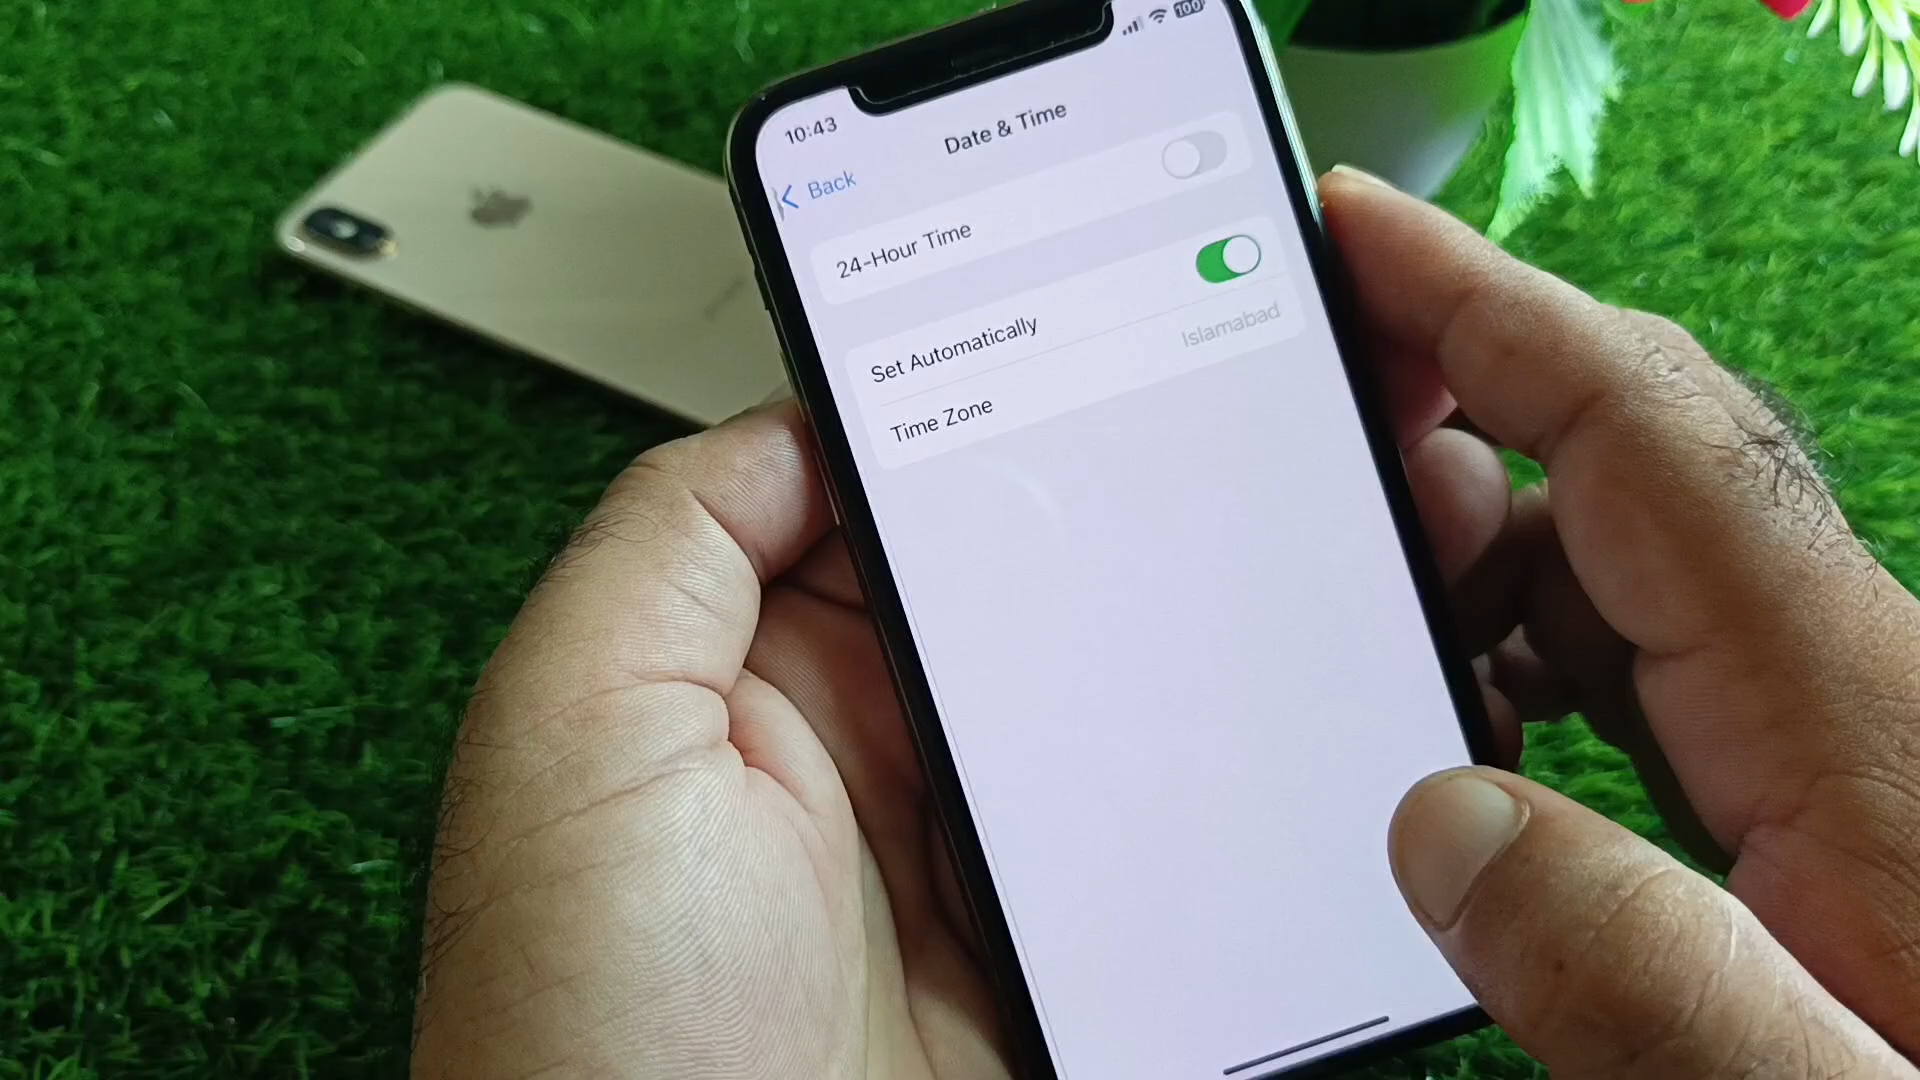 10:43
100
Date & Time
Back
24-Hour Time
Set Automatically
Time Zone
Islamabad